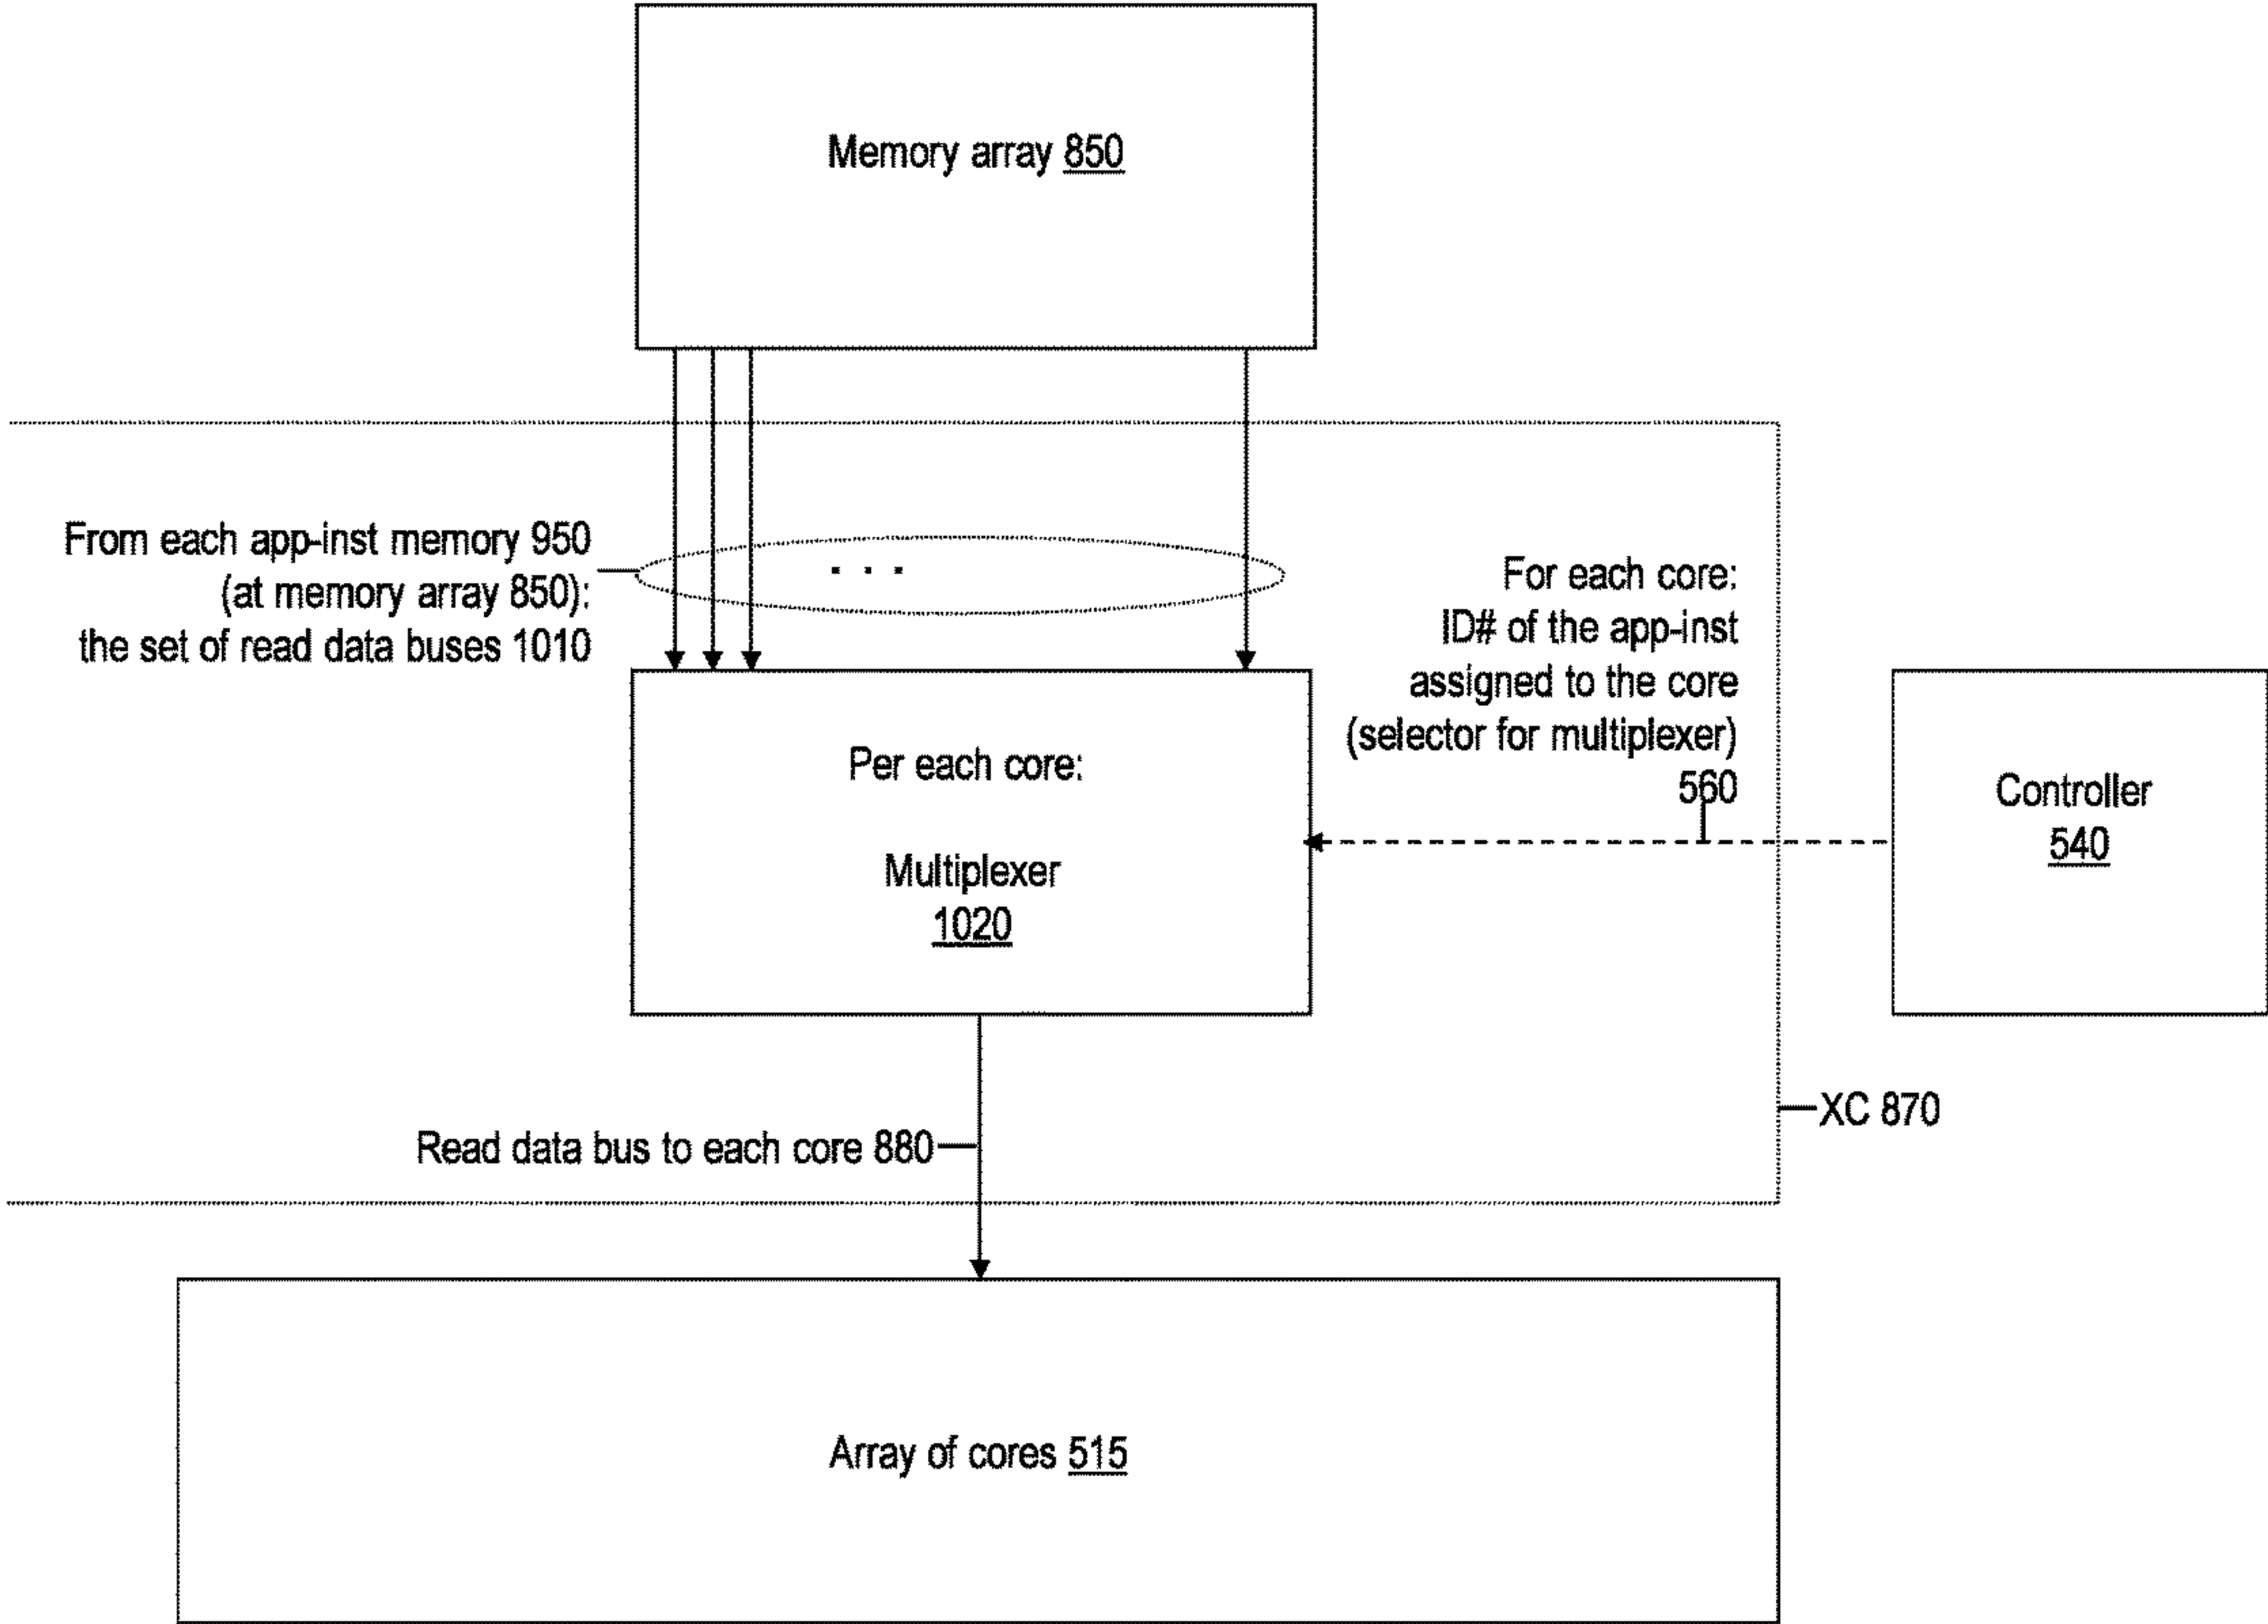 Memory array 850
From each app-inst memory 950
(at memory array 850):
the set of read data buses 1010
. . .
For each core:
ID# of the app-inst
assigned to the core
(selector for multiplexer)
560
Per each core:
Multiplexer
1020
Controller
540
XC 870
Read data bus to each core 880
Array of cores 515